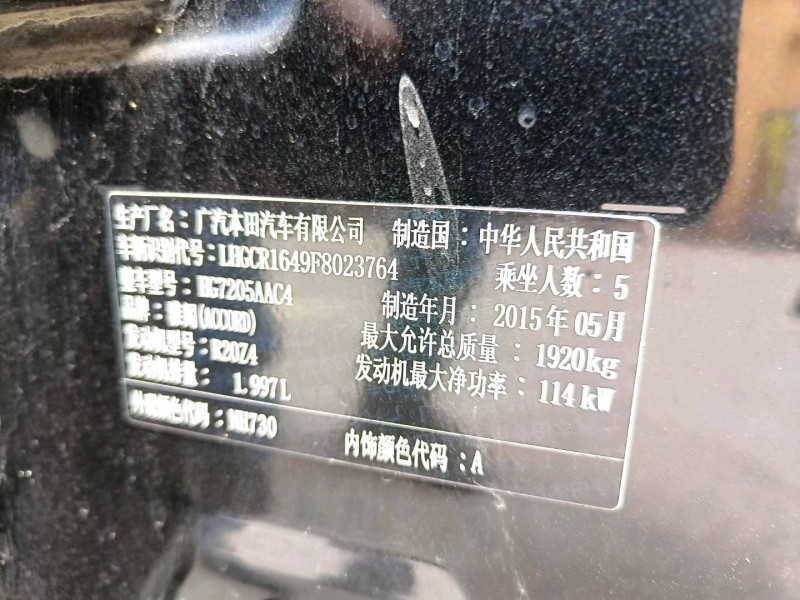 生产厂名：广汽本田汽车有限公司 制造国：中华人民共和国
车辆识别代号：LHGCR1649F8023764 乘坐人数：5
整车型号：HG7205AAC4 制造年月：2015年05月
品牌：雅阁(ACCORD) 最大允许总质量：1920kg
发动机型号：R20Z4 发动机最大净功率：114kW
发动机排量：1.997L
外饰颜色代码：NH730 内饰颜色代码：A